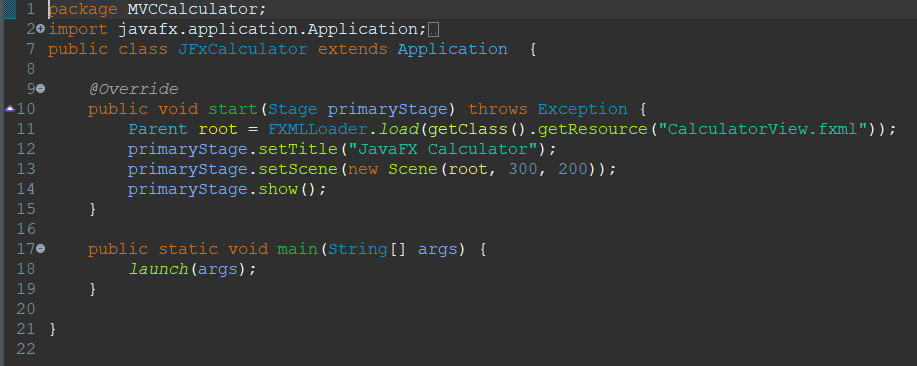 1 package MVCCalculator;
2 import javafx.application.Application;
7 public class JFxCalculator extends Application  {
8
9     @Override
10     public void start(Stage primaryStage) throws Exception {
11         Parent root = FXMLLoader.load(getClass().getResource("CalculatorView.fxml"));
12         primaryStage.setTitle("JavaFX Calculator");
13         primaryStage.setScene(new Scene(root, 300, 200));
14         primaryStage.show();
15     }
16
17     public static void main(String[] args) {
18         launch(args);
19     }
20
21 }
22